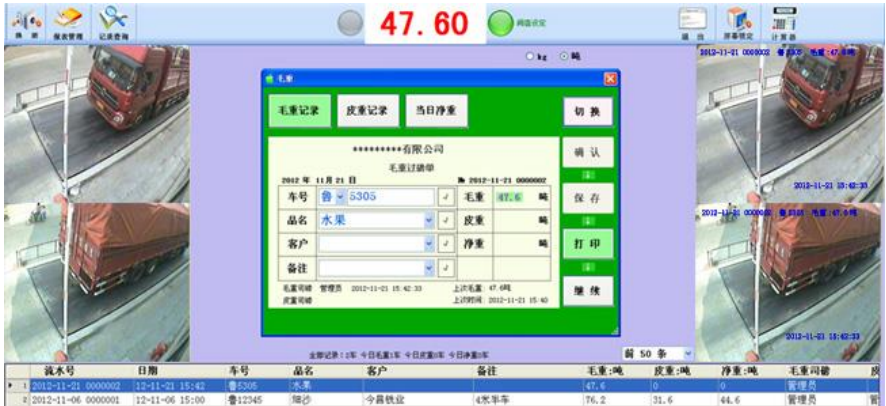 报表管理 记录查询 47.60 屏幕锁定 计算器
kg 吨
毛重
毛重记录 皮重记录 当日净重 切换
*********有限公司
毛重过磅单
2012 年 11月 21 日 № 2012-11-21 0000002
车号 鲁 5305 毛重 47.6 吨
品名 水果 皮重 吨
客户 净重 吨
备注
毛重司磅 管理员 2012-11-21 15:42:33 上次毛重: 47.6吨
皮重司磅 上次时间: 2012-11-21 15:40
确认
保存
打印
继续
2012-11-21 15:42:33
2012-11-21 15:42:33
全部记录:2车 今日毛重1车 今日皮重0车 今日净重0车 前 50 条
流水号 日期 车号 品名 客户 备注 毛重:吨 皮重:吨 净重:吨 毛重司磅 皮
1 2012-11-21 0000002 12-11-21 15:42 鲁5305 水果 47.6 0 0 管理员
2 2012-11-06 0000001 12-11-06 15:00 鲁12345 细沙 今昌铁业 4米半车 76.2 31.6 44.6 管理员 管